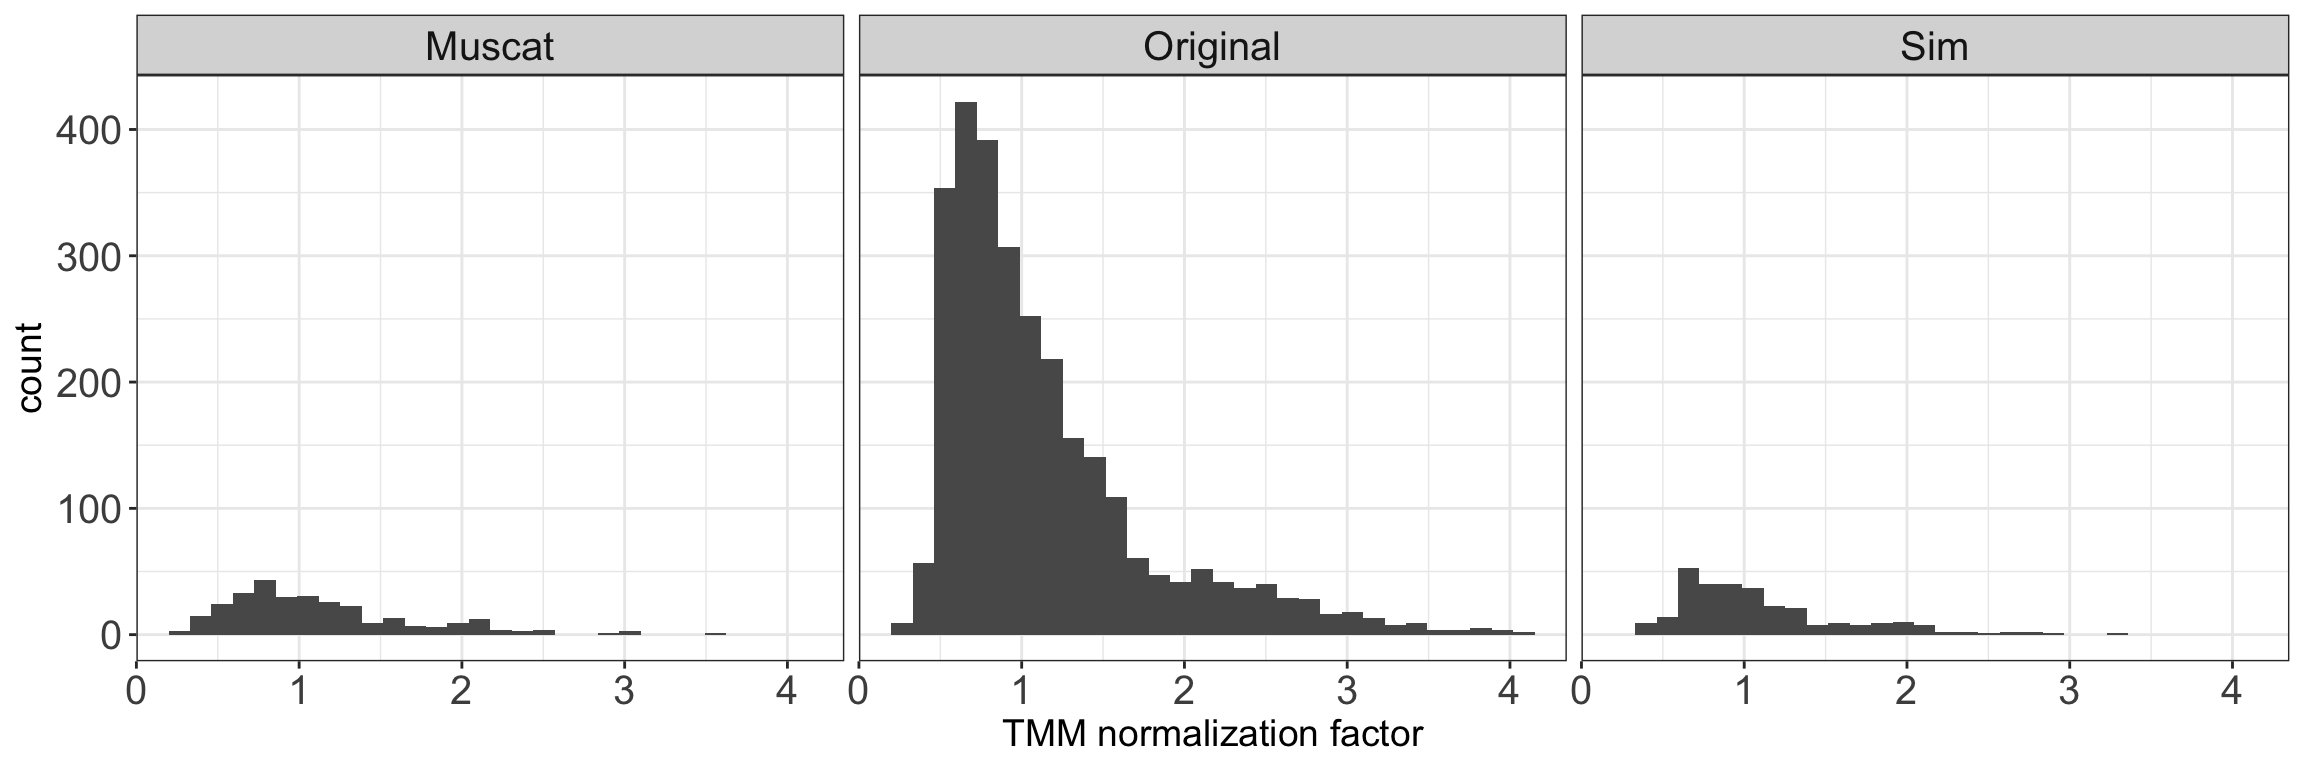 Muscat Original Sim
400
300
200
100
0
count
0 1 2 3 4 0 1 2 3 4 0 1 2 3 4
TMM normalization factor